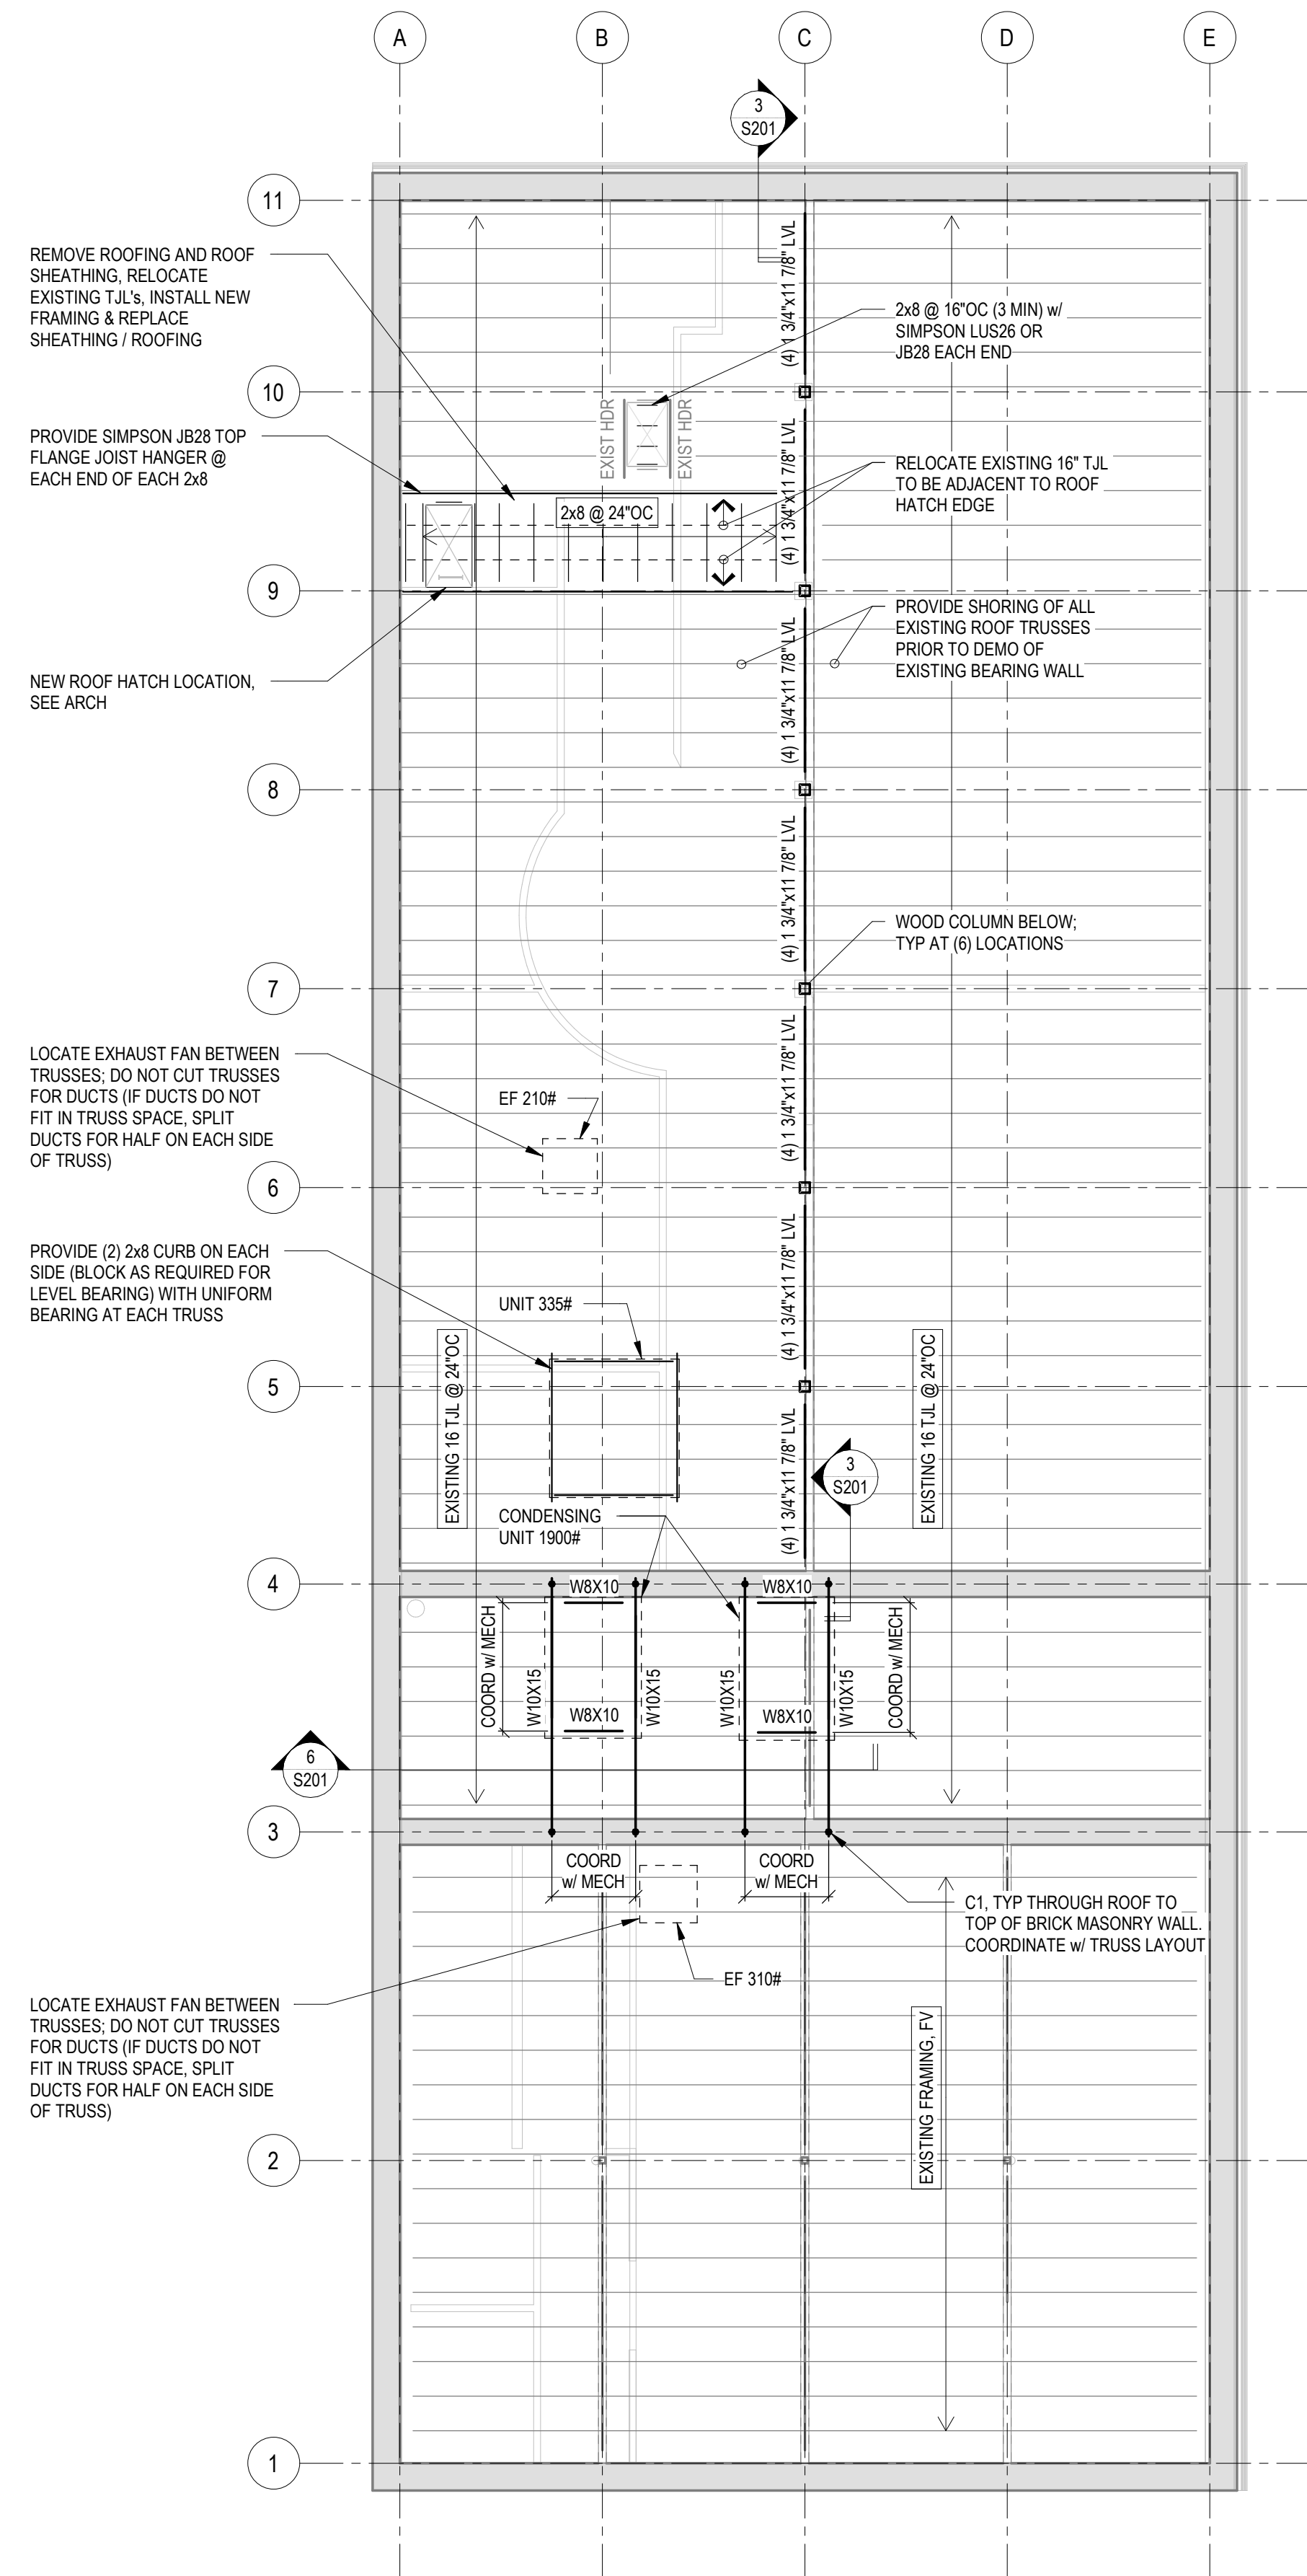 A
B
C
D
E
3
S201
11
REMOVE ROOFING AND ROOF
SHEATHING, RELOCATE
EXISTING TJL's, INSTALL NEW
FRAMING & REPLACE
SHEATHING / ROOFING
(4) 1 3/4"x11 7/8" LVL
2x8 @ 16"OC (3 MIN) w/
SIMPSON LUS26 OR
JB28 EACH END
10
EXIST HDR
EXIST HDR
PROVIDE SIMPSON JB28 TOP
FLANGE JOIST HANGER @
EACH END OF EACH 2x8
(4) 1 3/4"x11 7/8" LVL
RELOCATE EXISTING 16" TJL
TO BE ADJACENT TO ROOF
HATCH EDGE
2x8 @ 24"OC
9
PROVIDE SHORING OF ALL
EXISTING ROOF TRUSSES
PRIOR TO DEMO OF
EXISTING BEARING WALL
(4) 1 3/4"x11 7/8" LVL
NEW ROOF HATCH LOCATION,
SEE ARCH
8
(4) 1 3/4"x11 7/8" LVL
WOOD COLUMN BELOW;
TYP AT (6) LOCATIONS
7
LOCATE EXHAUST FAN BETWEEN
TRUSSES; DO NOT CUT TRUSSES
FOR DUCTS (IF DUCTS DO NOT
FIT IN TRUSS SPACE, SPLIT
DUCTS FOR HALF ON EACH SIDE
OF TRUSS)
EF 210#
(4) 1 3/4"x11 7/8" LVL
6
PROVIDE (2) 2x8 CURB ON EACH
SIDE (BLOCK AS REQUIRED FOR
LEVEL BEARING) WITH UNIFORM
BEARING AT EACH TRUSS
UNIT 335#
(4) 1 3/4"x11 7/8" LVL
5
EXISTING 16 TJL @ 24"OC
EXISTING 16 TJL @ 24"OC
(4) 1 3/4"x11 7/8" LVL
3
S201
CONDENSING
UNIT 1900#
4
W8X10
W8X10
COORD w/ MECH
W10X15
W10X15
W10X15
W10X15
COORD w/ MECH
W8X10
W8X10
6
S201
3
COORD
w/ MECH
COORD
w/ MECH
C1, TYP THROUGH ROOF TO
TOP OF BRICK MASONRY WALL.
COORDINATE w/ TRUSS LAYOUT
EF 310#
LOCATE EXHAUST FAN BETWEEN
TRUSSES; DO NOT CUT TRUSSES
FOR DUCTS (IF DUCTS DO NOT
FIT IN TRUSS SPACE, SPLIT
DUCTS FOR HALF ON EACH SIDE
OF TRUSS)
EXISTING FRAMING, FV
2
1